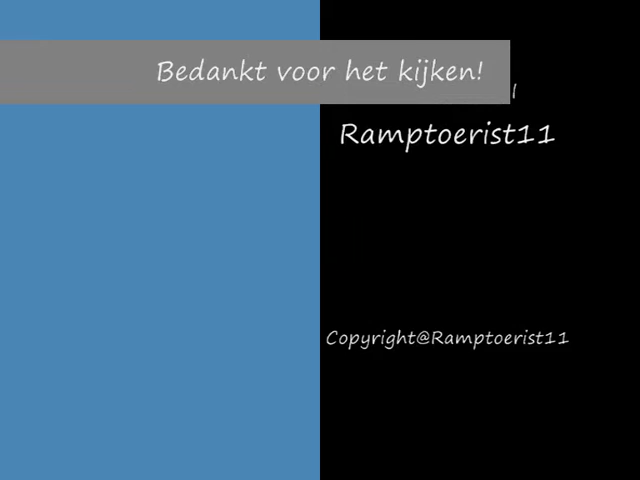 Bedankt voor het kijken!
Ramptoerist11
Copyright@Ramptoerist11